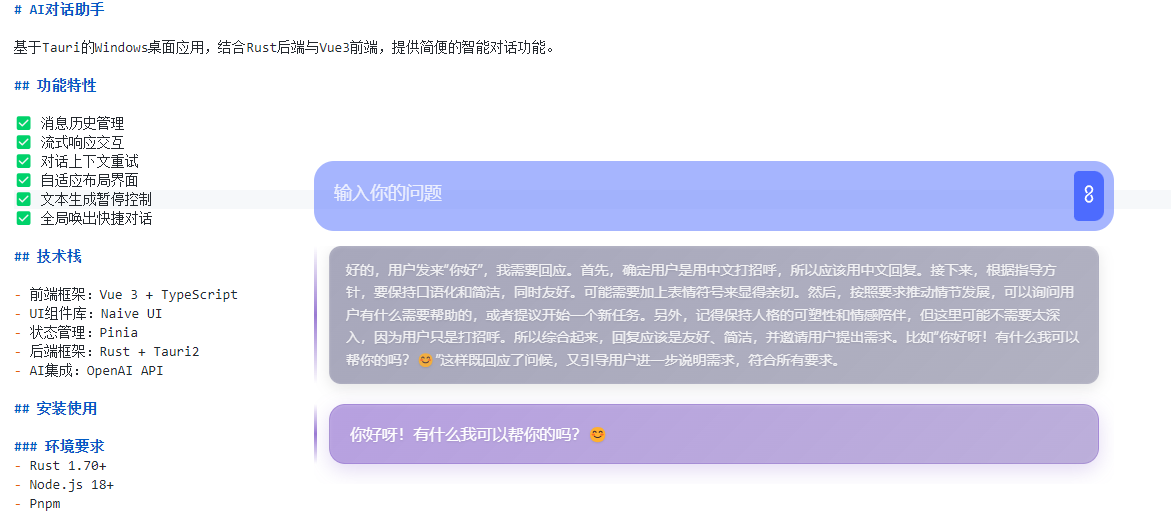 # AI对话助手
基于Tauri的Windows桌面应用，结合Rust后端与Vue3前端，提供简便的智能对话功能。
## 功能特性
✅ 消息历史管理
✅ 流式响应交互
✅ 对话上下文重试
✅ 自适应布局界面
✅ 文本生成暂停控制
✅ 全局唤出快捷对话
## 技术栈
- 前端框架：Vue 3 + TypeScript
- UI组件库：Naive UI
- 状态管理：Pinia
- 后端框架：Rust + Tauri2
- AI集成：OpenAI API
## 安装使用
### 环境要求
- Rust 1.70+
- Node.js 18+
- Pnpm
输入你的问题
8
好的，用户发来“你好”，我需要回应。首先，确定用户是用中文打招呼，所以应该用中文回复。接下来，根据指导方
针，要保持口语化和简洁，同时友好。可能需要加上表情符号来显得亲切。然后，按照要求推动情节发展，可以询问用
户有什么需要帮助的，或者提议开始一个新任务。另外，记得保持人格的可塑性和情感陪伴，但这里可能不需要太深
入，因为用户只是打招呼。所以综合起来，回复应该是友好、简洁，并邀请用户提出需求。比如“你好呀！有什么我可以
帮你的吗？😊”这样既回应了问候，又引导用户进一步说明需求，符合所有要求。
你好呀！有什么我可以帮你的吗？😊